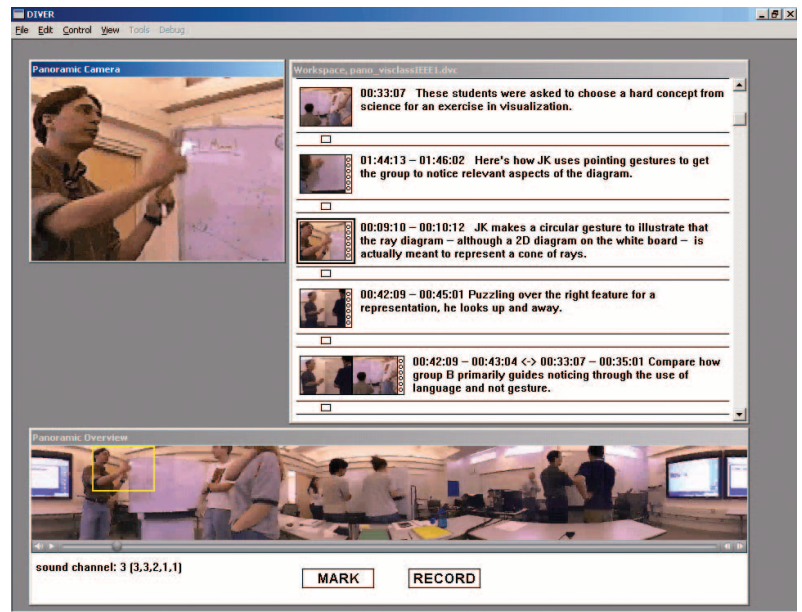 DIVER
File Edit Control View Tools Debug
Panoramic Camera
Workspace, pano_visclassIEEE1.dvc
00:33:07 These students were asked to choose a hard concept from
science for an exercise in visualization.
01:44:13 – 01:46:02 Here's how JK uses pointing gestures to get
the group to notice relevant aspects of the diagram.
00:09:10 – 00:10:12 JK makes a circular gesture to illustrate that
the ray diagram – although a 2D diagram on the white board – is
actually meant to represent a cone of rays.
00:42:09 – 00:45:01 Puzzling over the right feature for a
representation, he looks up and away.
00:42:09 – 00:43:04 <-> 00:33:07 – 00:35:01 Compare how
group B primarily guides noticing through the use of
language and not gesture.
Panoramic Overview
sound channel: 3 (3,3,2,1,1)
MARK
RECORD